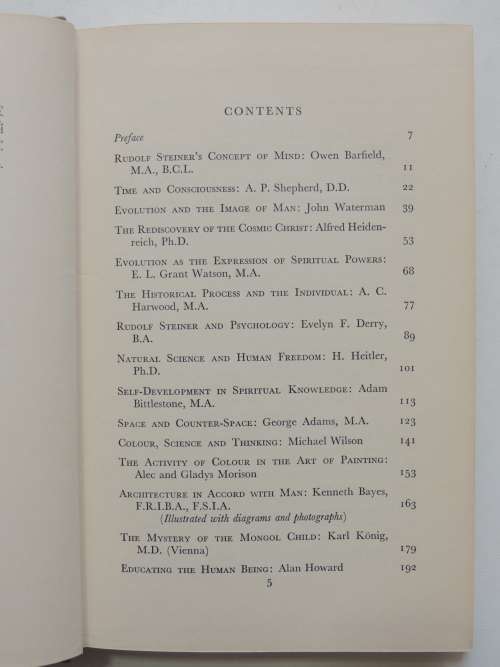 CONTENTS
Preface 7
RUDOLF STEINER'S CONCEPT OF MIND: Owen Barfield,
M.A., B.C.L. 11
TIME AND CONSCIOUSNESS: A. P. Shepherd, D.D. 22
EVOLUTION AND THE IMAGE OF MAN: John Waterman 39
THE REDISCOVERY OF THE COSMIC CHRIST: Alfred Heiden-
reich, Ph.D. 53
EVOLUTION AS THE EXPRESSION OF SPIRITUAL POWERS:
E. L. Grant Watson, M.A. 68
THE HISTORICAL PROCESS AND THE INDIVIDUAL: A. C.
Harwood, M.A. 77
RUDOLF STEINER AND PSYCHOLOGY: Evelyn F. Derry,
B.A. 89
NATURAL SCIENCE AND HUMAN FREEDOM: H. Heitler,
Ph.D. 101
SELF-DEVELOPMENT IN SPIRITUAL KNOWLEDGE: Adam
Bittlestone, M.A. 113
SPACE AND COUNTER-SPACE: George Adams, M.A. 123
COLOUR, SCIENCE AND THINKING: Michael Wilson 141
THE ACTIVITY OF COLOUR IN THE ART OF PAINTING:
Alec and Gladys Morison 153
ARCHITECTURE IN ACCORD WITH MAN: Kenneth Bayes,
F.R.I.B.A., F.S.I.A. 163
(Illustrated with diagrams and photographs)
THE MYSTERY OF THE MONGOL CHILD: Karl König,
M.D. (Vienna) 179
EDUCATING THE HUMAN BEING: Alan Howard 192
5